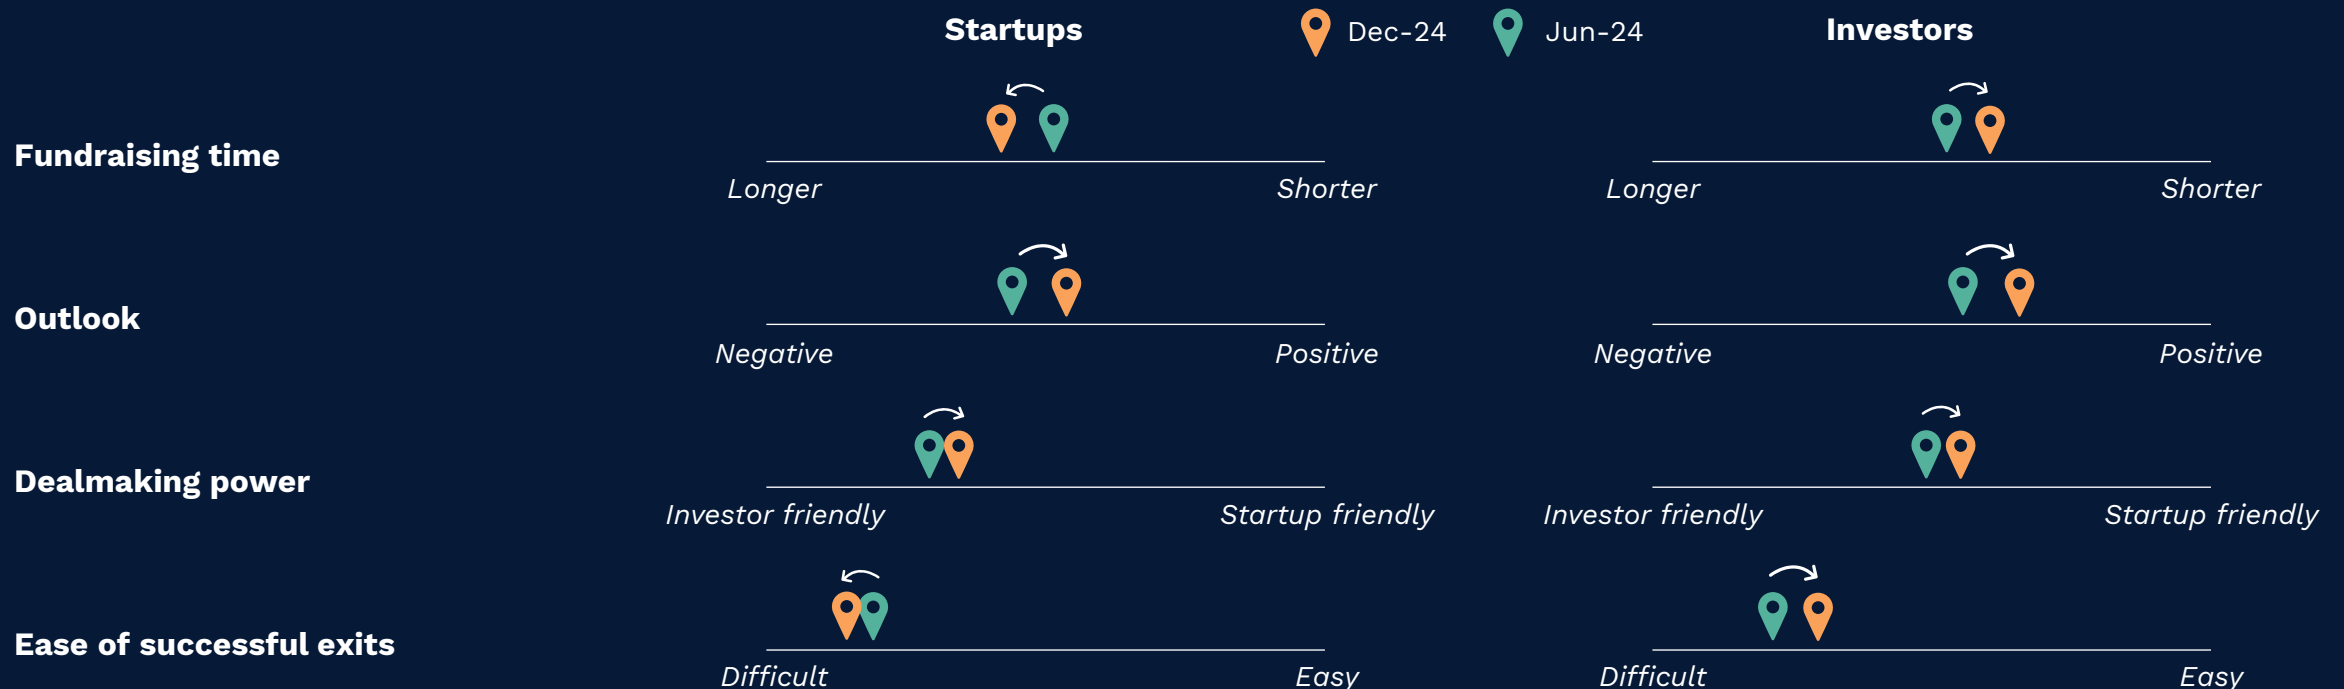 Startups
Dec-24
Jun-24
Investors
Fundraising time
Longer
Shorter
Longer
Shorter
Outlook
Negative
Positive
Negative
Positive
Dealmaking power
Investor friendly
Startup friendly
Investor friendly
Startup friendly
Ease of successful exits
Difficult
Easy
Difficult
Easy